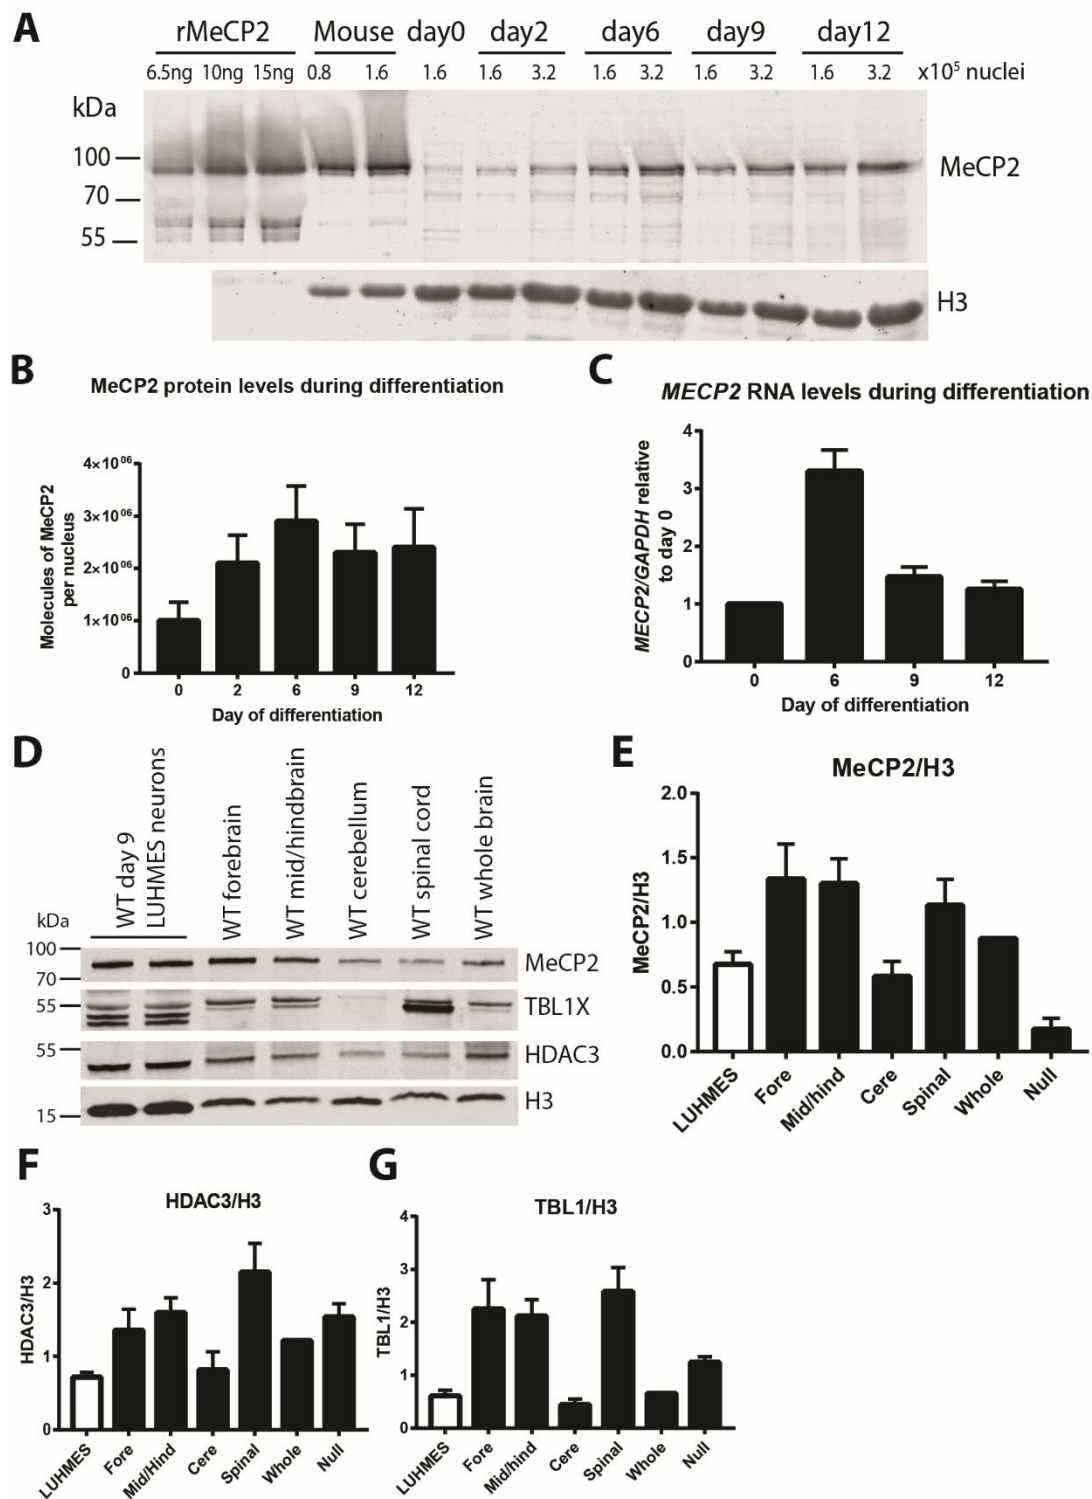 A
rMeCP2 Mouse day0 day2 day6 day9 day12
6.5ng 10ng 15ng 0.8 1.6 1.6 1.6 3.2 1.6 3.2 1.6 3.2 1.6 3.2 x10⁵ nuclei
kDa
100
70
55
MeCP2
H3
B
MeCP2 protein levels during differentiation
Molecules of MeCP2
per nucleus
4×10⁰⁶
3×10⁰⁶
2×10⁰⁶
1×10⁰⁶
0
0 2 6 9 12
Day of differentiation
C
MECP2 RNA levels during differentiation
MECP2/GAPDH relative
to day 0
4
3
2
1
0
0 6 9 12
Day of differentiation
D
WT day 9
LUHMES neurons
WT forebrain
WT mid/hindbrain
WT cerebellum
WT spinal cord
WT whole brain
kDa
100
70
MeCP2
55
TBL1X
55
HDAC3
15
H3
E
MeCP2/H3
MeCP2/H3
2.0
1.5
1.0
0.5
0.0
LUHMES Fore Mid/hind Cere Spinal Whole Null
F
HDAC3/H3
HDAC3/H3
3
2
1
0
LUHMES Fore Mid/Hind Cere Spinal Whole Null
G
TBL1/H3
TBL1/H3
4
3
2
1
0
LUHMES Fore Mid/Hind Cere Spinal Whole Null